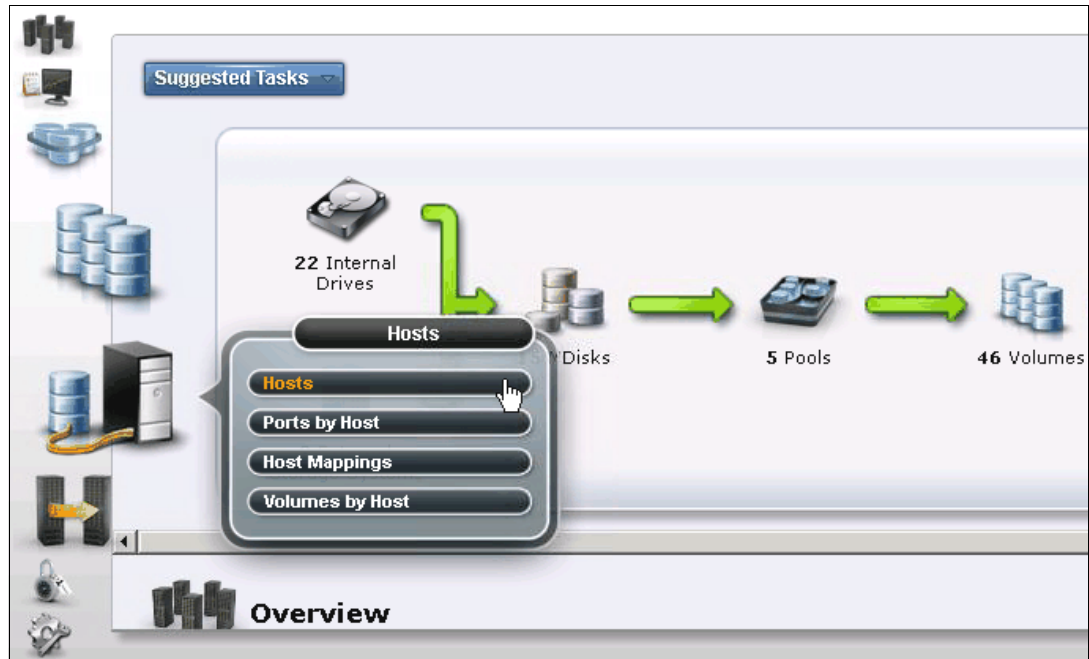 Suggested Tasks
22 Internal
Drives
Disks
5 Pools
46 Volumes
Hosts
Hosts
Ports by Host
Host Mappings
Volumes by Host
Overview